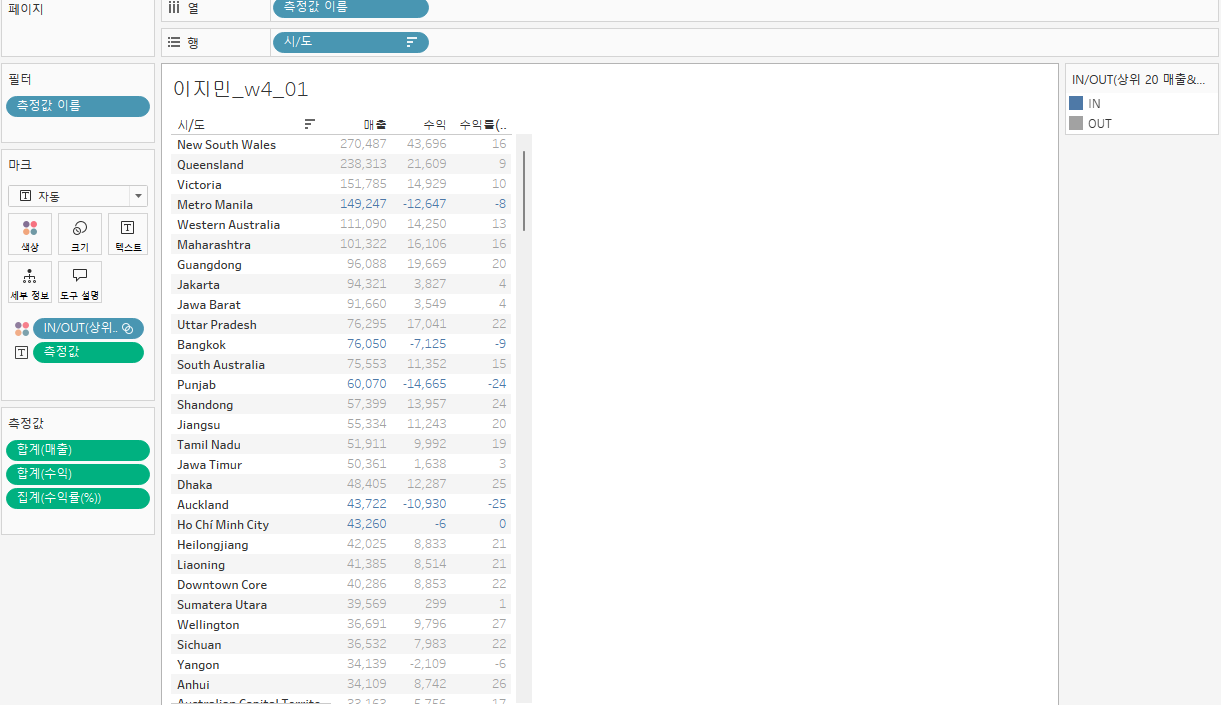 페이지
열
측정값 이름
행
시/도
필터
측정값 이름
마크
자동
색상
크기
텍스트
세부 정보
도구 설명
IN/OUT(상위..
측정값
측정값
합계(매출)
합계(수익)
집계(수익률(%))
이지민_w4_01
시/도 매출 수익 수익률(..
New South Wales 270,487 43,696 16
Queensland 238,313 21,609 9
Victoria 151,785 14,929 10
Metro Manila 149,247 -12,647 -8
Western Australia 111,090 14,250 13
Maharashtra 101,322 16,106 16
Guangdong 96,088 19,669 20
Jakarta 94,321 3,827 4
Jawa Barat 91,660 3,549 4
Uttar Pradesh 76,295 17,041 22
Bangkok 76,050 -7,125 -9
South Australia 75,553 11,352 15
Punjab 60,070 -14,665 -24
Shandong 57,399 13,957 24
Jiangsu 55,334 11,243 20
Tamil Nadu 51,911 9,992 19
Jawa Timur 50,361 1,638 3
Dhaka 48,405 12,287 25
Auckland 43,722 -10,930 -25
Ho Chí Minh City 43,260 -6 0
Heilongjiang 42,025 8,833 21
Liaoning 41,385 8,514 21
Downtown Core 40,286 8,853 22
Sumatera Utara 39,569 299 1
Wellington 36,691 9,796 27
Sichuan 36,532 7,983 22
Yangon 34,139 -2,109 -6
Anhui 34,109 8,742 26
Australian Capital Territo 33,163 5,756 17
IN/OUT(상위 20 매출&...
IN
OUT